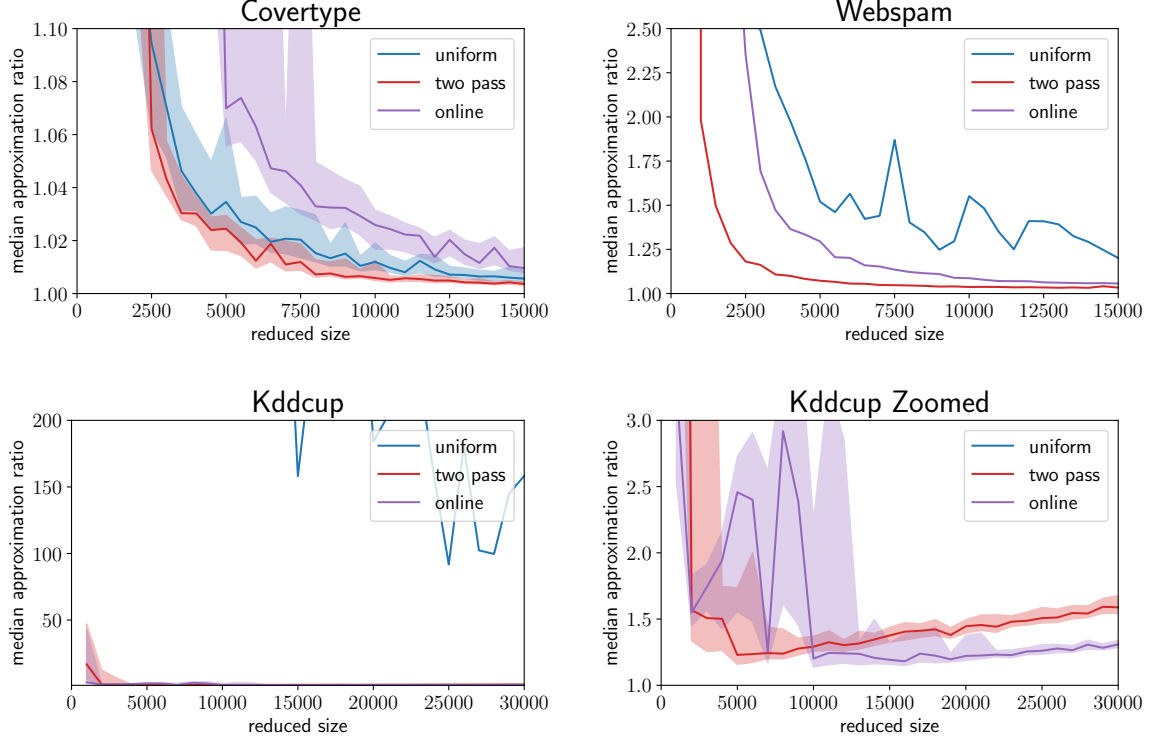 Covertype
median approximation ratio
1.10
1.08
1.06
1.04
1.02
1.00
uniform
two pass
online
0
2500
5000
7500
10000
12500
15000
reduced size
Webspam
median approximation ratio
2.50
2.25
2.00
1.75
1.50
1.25
1.00
uniform
two pass
online
0
2500
5000
7500
10000
12500
15000
reduced size
Kddcup
median approximation ratio
200
150
100
50
uniform
two pass
online
0
5000
10000
15000
20000
25000
30000
reduced size
Kddcup Zoomed
median approximation ratio
3.0
2.5
2.0
1.5
1.0
uniform
two pass
online
0
5000
10000
15000
20000
25000
30000
reduced size